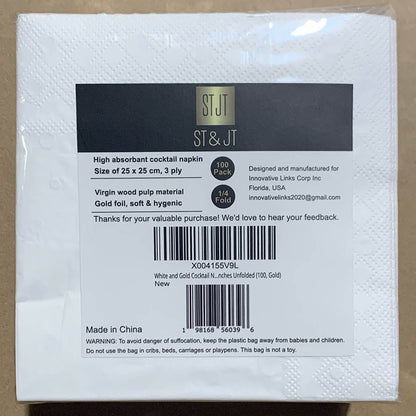 ST JT
ST & JT
High absorbant cocktail napkin
Size of 25 x 25 cm, 3 ply
100
Pack
Virgin wood pulp material
Gold foil, soft & hygenic
1/4
Fold
Designed and manufactured for
Innovative Links Corp Inc
Florida, USA
innovativelinks2020@gmail.com
Thanks for your valuable purchase! We'd love to hear your feedback.
X004155V9L
White and Gold Cocktail N...nches Unfolded (100, Gold)
New
Made in China
1 98168 56039 6
WARNING: To avoid danger of suffocation, keep the plastic bag away from babies and children.
Do not use the bag in cribs, beds, carriages or playpens. This bag is not a toy.